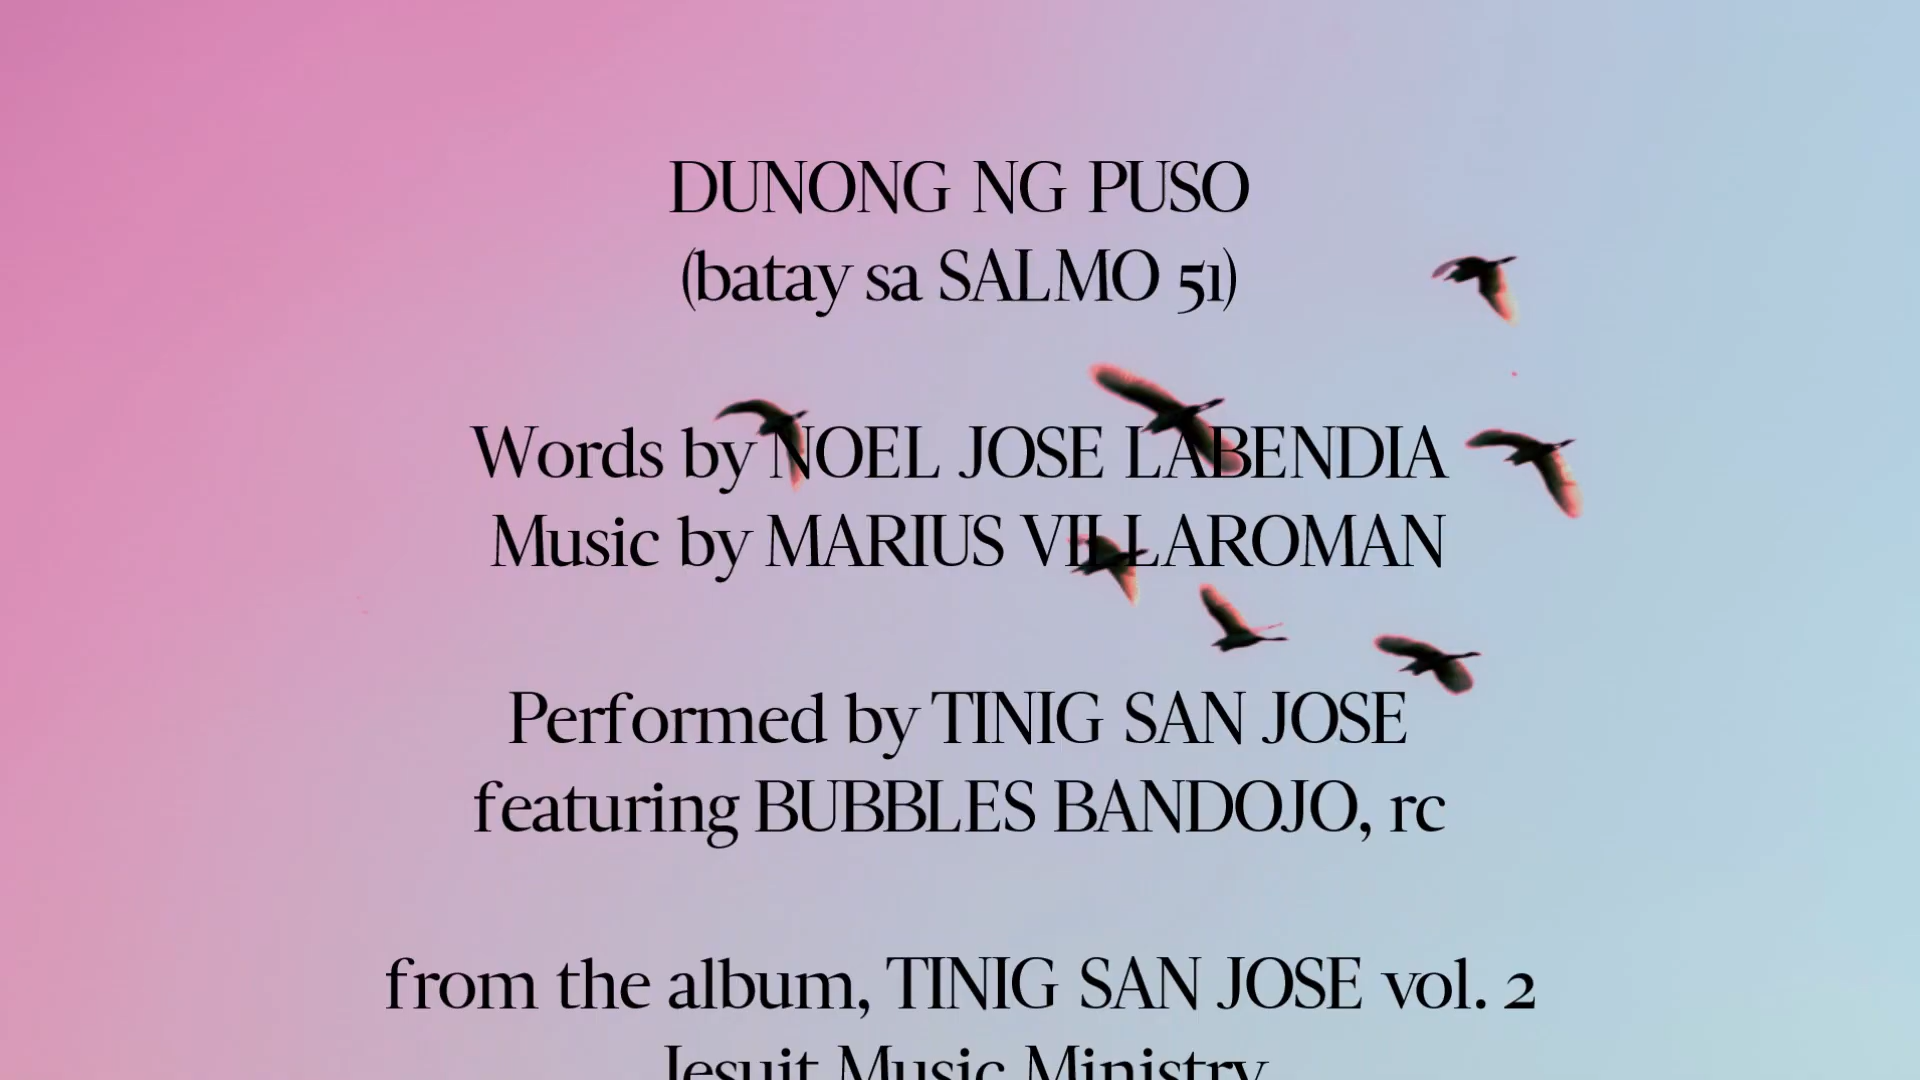 DUNONG NG PUSO
(batay sa SALMO 51)
Words by NOEL JOSE LABENDIA
Music by MARIUS VILLAROMAN
Performed by TINIG SAN JOSE
featuring BUBBLES BANDOJO, rc
from the album, TINIG SAN JOSE vol. 2
Jesuit Music Ministry